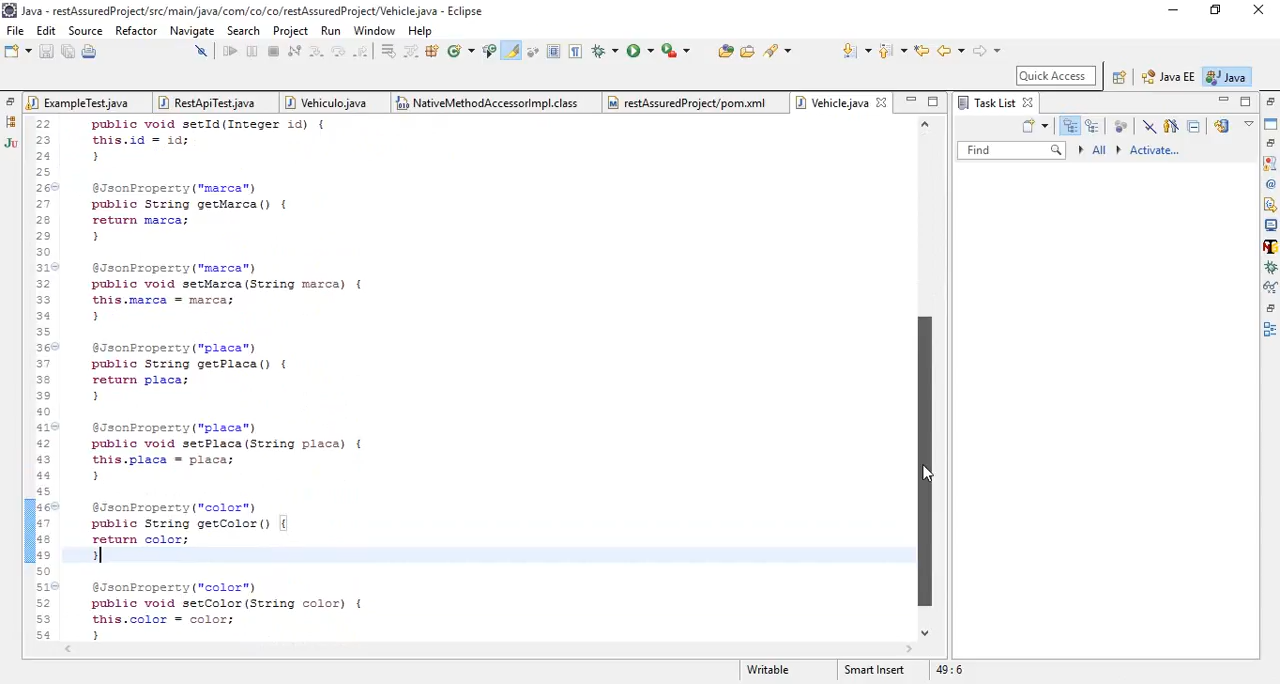 Java - restAssuredProject/src/main/java/com/co/co/restAssuredProject/Vehicle.java - Eclipse
File Edit Source Refactor Navigate Search Project Run Window Help
Quick Access
Java EE
Java
ExampleTest.java
RestApiTest.java
Vehiculo.java
NativeMethodAccessorImpl.class
restAssuredProject/pom.xml
Vehicle.java
Task List
Find
All
Activate...
22 public void setId(Integer id) {
23 this.id = id;
24 }
25
26 @JsonProperty("marca")
27 public String getMarca() {
28 return marca;
29 }
30
31 @JsonProperty("marca")
32 public void setMarca(String marca) {
33 this.marca = marca;
34 }
35
36 @JsonProperty("placa")
37 public String getPlaca() {
38 return placa;
39 }
40
41 @JsonProperty("placa")
42 public void setPlaca(String placa) {
43 this.placa = placa;
44 }
45
46 @JsonProperty("color")
47 public String getColor() {
48 return color;
49 }
50
51 @JsonProperty("color")
52 public void setColor(String color) {
53 this.color = color;
54 }
Writable
Smart Insert
49 : 6